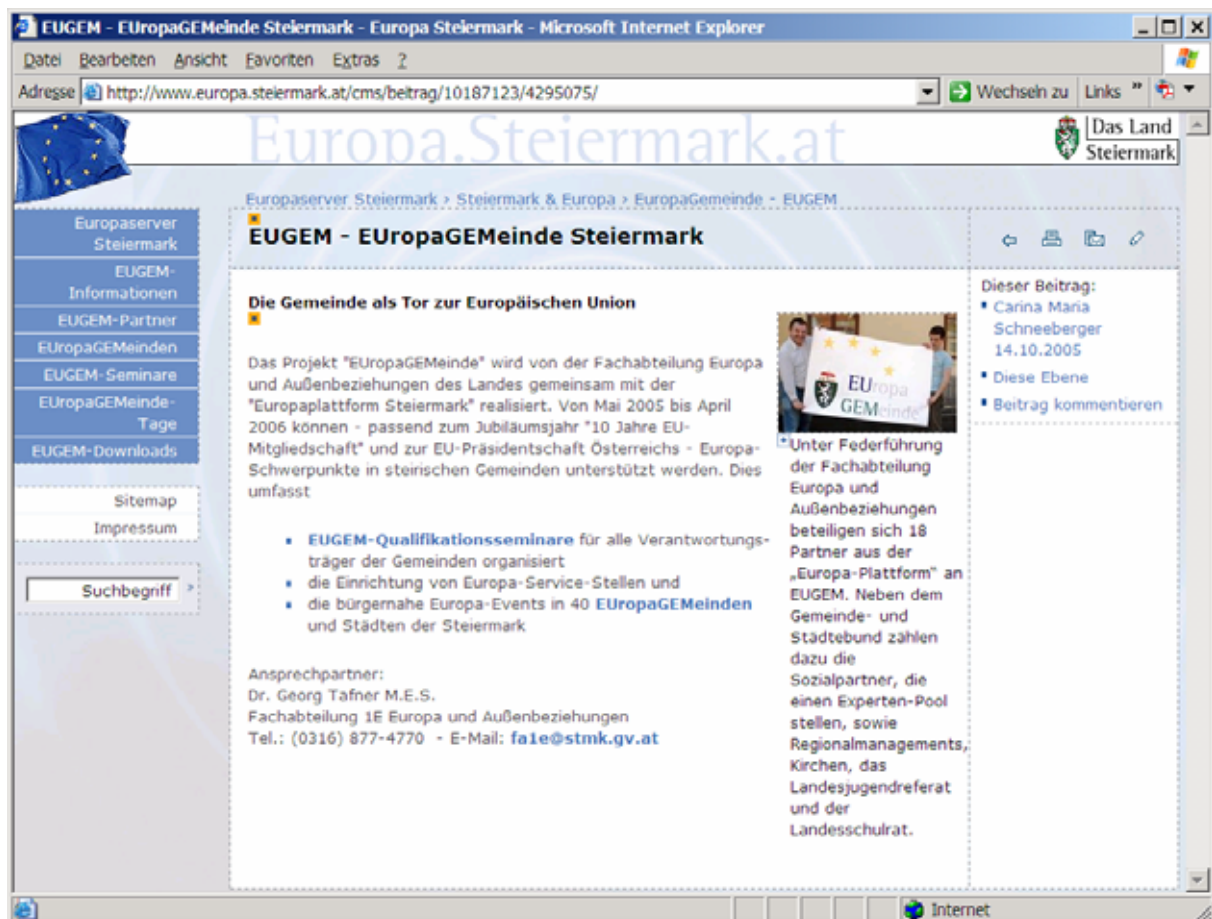 EUGEM - EUropaGEMeinde Steiermark - Europa Steiermark - Microsoft Internet Explorer
Datei Bearbeiten Ansicht Favoriten Extras ?
Adresse http://www.europa.steiermark.at/cms/beitrag/10187123/4295075/ Wechseln zu Links »
Europa.Steiermark.at
Das Land
Steiermark
Europaserver Steiermark › Steiermark & Europa › EuropaGemeinde - EUGEM
Europaserver
Steiermark
EUGEM-
Informationen
EUGEM-Partner
EUropaGEMeinden
EUGEM-Seminare
EUropaGEMeinde-
Tage
EUGEM-Downloads
Sitemap
Impressum
Suchbegriff
EUGEM - EUropaGEMeinde Steiermark
Die Gemeinde als Tor zur Europäischen Union
Das Projekt "EUropaGEMeinde" wird von der Fachabteilung Europa
und Außenbeziehungen des Landes gemeinsam mit der
"Europaplattform Steiermark" realisiert. Von Mai 2005 bis April
2006 können - passend zum Jubiläumsjahr "10 Jahre EU-
Mitgliedschaft" und zur EU-Präsidentschaft Österreichs - Europa-
Schwerpunkte in steirischen Gemeinden unterstützt werden. Dies
umfasst
EUGEM-Qualifikationsseminare für alle Verantwortungs-
träger der Gemeinden organisiert
die Einrichtung von Europa-Service-Stellen und
die bürgernahe Europa-Events in 40 EUropaGEMeinden
und Städten der Steiermark
Ansprechpartner:
Dr. Georg Tafner M.E.S.
Fachabteilung 1E Europa und Außenbeziehungen
Tel.: (0316) 877-4770 - E-Mail: fa1e@stmk.gv.at
EUropa
GEMeinde
Unter Federführung
der Fachabteilung
Europa und
Außenbeziehungen
beteiligen sich 18
Partner aus der
„Europa-Plattform" an
EUGEM. Neben dem
Gemeinde- und
Städtebund zählen
dazu die
Sozialpartner, die
einen Experten-Pool
stellen, sowie
Regionalmanagements,
Kirchen, das
Landesjugendreferat
und der
Landesschulrat.
Dieser Beitrag:
Carina Maria
Schneeberger
14.10.2005
Diese Ebene
Beitrag kommentieren
Internet